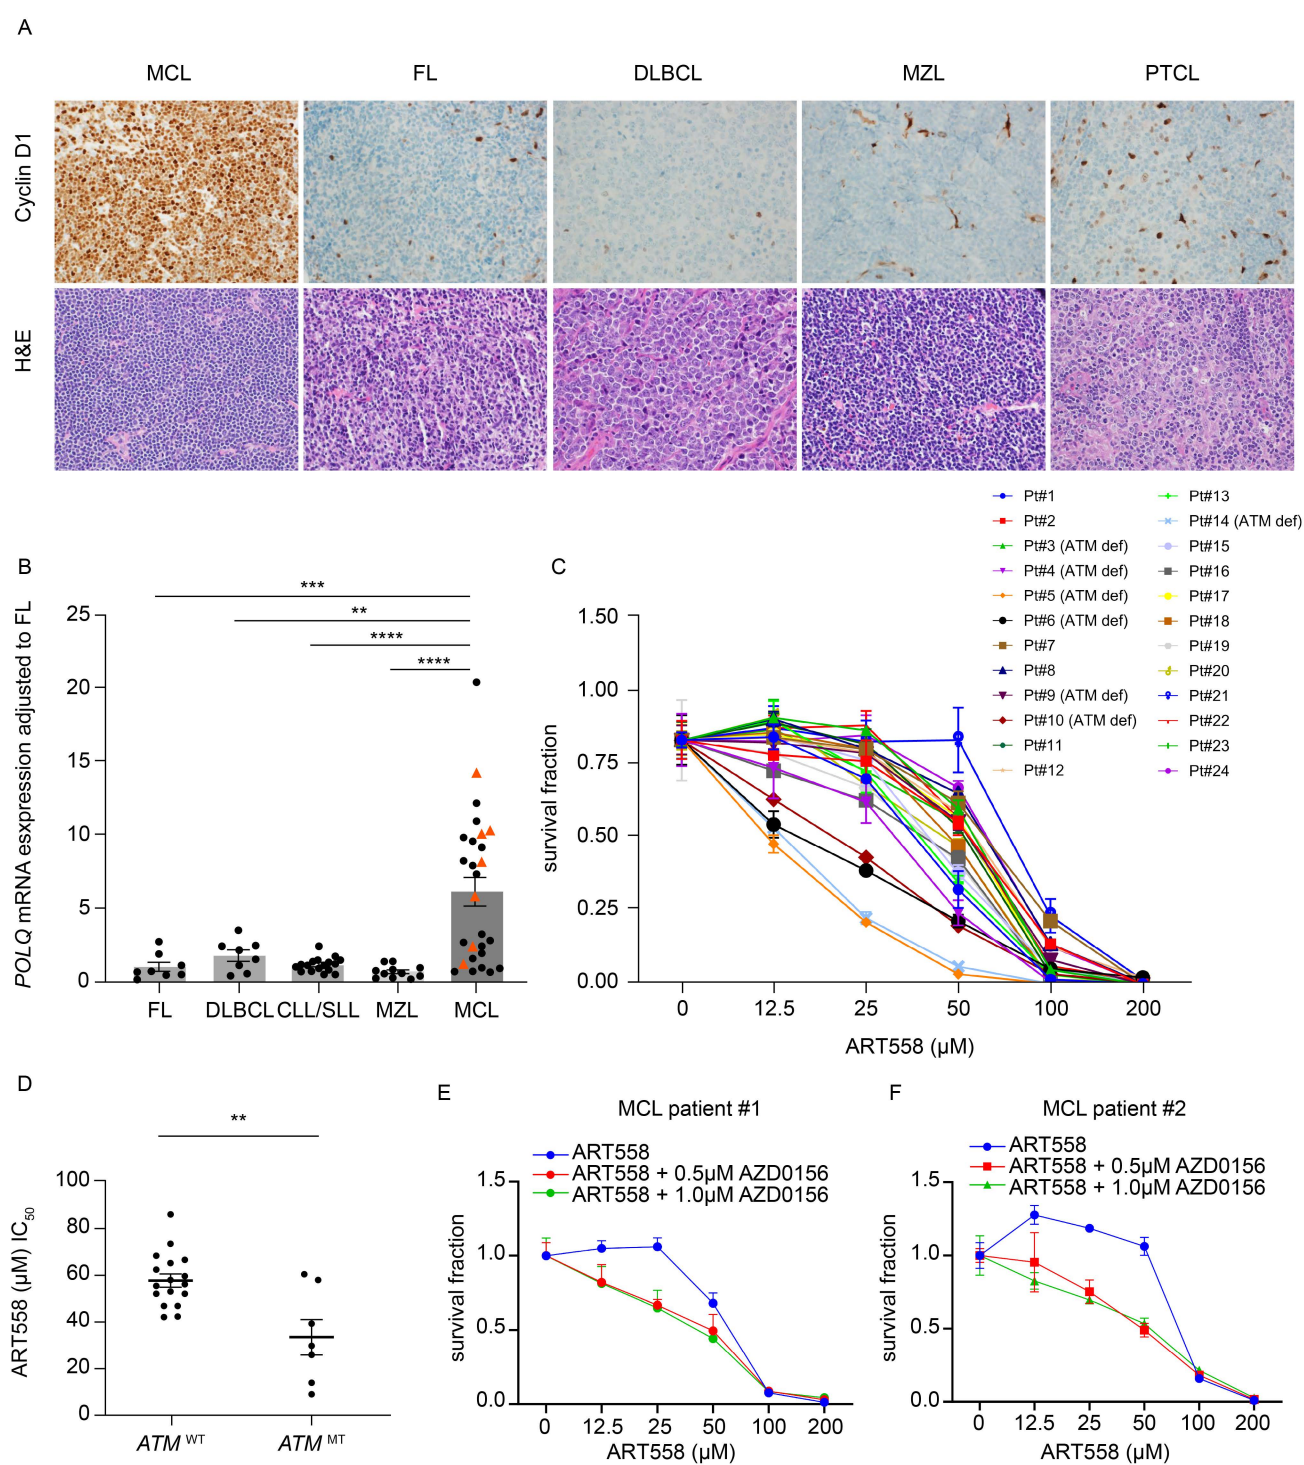 A
MCL FL DLBCL MZL PTCL
Cyclin D1
H&E
B
POLQ mRNA esxpression adjusted to FL
***
**
****
****
25
20
15
10
5
0
FL DLBCL CLL/SLL MZL MCL
C
Pt#1
Pt#2
Pt#3 (ATM def)
Pt#4 (ATM def)
Pt#5 (ATM def)
Pt#6 (ATM def)
Pt#7
Pt#8
Pt#9 (ATM def)
Pt#10 (ATM def)
Pt#11
Pt#12
Pt#13
Pt#14 (ATM def)
Pt#15
Pt#16
Pt#17
Pt#18
Pt#19
Pt#20
Pt#21
Pt#22
Pt#23
Pt#24
survival fraction
1.50
1.00
0.75
0.50
0.25
0.00
0 12.5 25 50 100 200
ART558 (µM)
D
**
ART558 (µM) IC50
100
80
60
40
20
0
ATM WT ATM MT
E
MCL patient #1
ART558
ART558 + 0.5µM AZD0156
ART558 + 1.0µM AZD0156
survival fraction
1.5
1.0
0.5
0.0
0 12.5 25 50 100 200
ART558 (µM)
F
MCL patient #2
ART558
ART558 + 0.5µM AZD0156
ART558 + 1.0µM AZD0156
survival fraction
1.5
1.0
0.5
0.0
0 12.5 25 50 100 200
ART558 (µM)